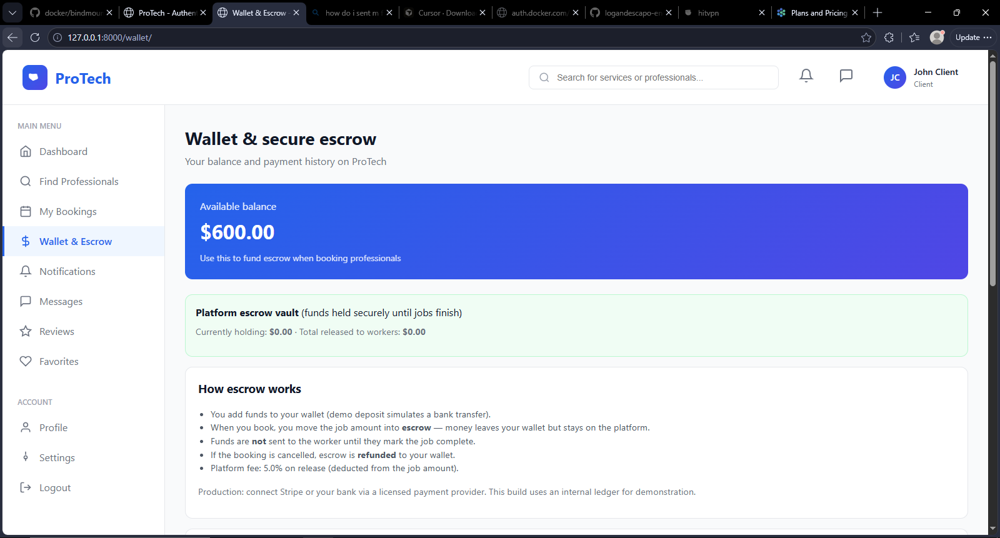 docker/bindmour
ProTech - Authent
Wallet & Escrow -
how do i sent m f
Cursor · Downloa
auth.docker.com/
logandescapo-en
hitvpn
Plans and Pricing
127.0.0.1:8000/wallet/
Update
ProTech
Search for services or professionals...
JC
John Client
Client
MAIN MENU
Dashboard
Find Professionals
My Bookings
Wallet & Escrow
Notifications
Messages
Reviews
Favorites
ACCOUNT
Profile
Settings
Logout
Wallet & secure escrow
Your balance and payment history on ProTech
Available balance
$600.00
Use this to fund escrow when booking professionals
Platform escrow vault (funds held securely until jobs finish)
Currently holding: $0.00 · Total released to workers: $0.00
How escrow works
• You add funds to your wallet (demo deposit simulates a bank transfer).
• When you book, you move the job amount into escrow — money leaves your wallet but stays on the platform.
• Funds are not sent to the worker until they mark the job complete.
• If the booking is cancelled, escrow is refunded to your wallet.
• Platform fee: 5.0% on release (deducted from the job amount).
Production: connect Stripe or your bank via a licensed payment provider. This build uses an internal ledger for demonstration.